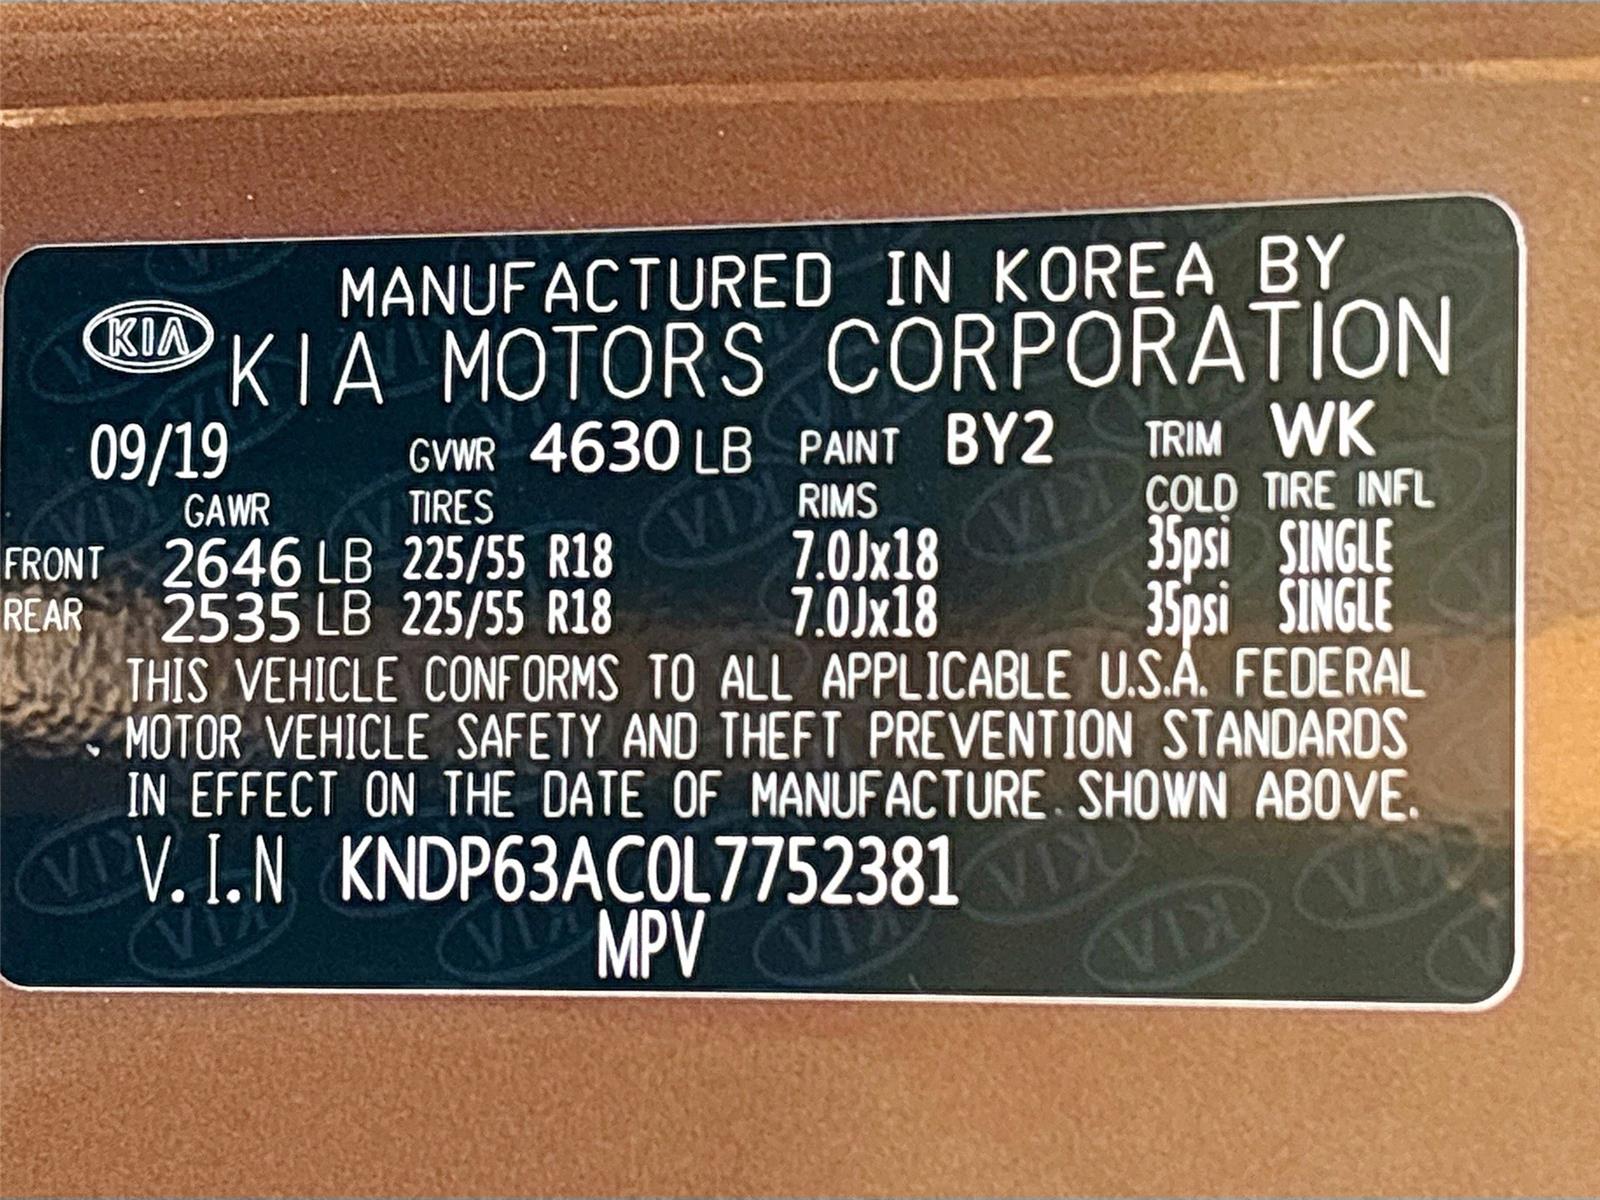 MANUFACTURED IN KOREA BY
KIA KIA MOTORS CORPORATION
09/19 GVWR 4630 LB PAINT BY2 TRIM WK
GAWR TIRES RIMS COLD TIRE INFL
FRONT 2646 LB 225/55 R18 7.0Jx18 35psi SINGLE
REAR 2535 LB 225/55 R18 7.0Jx18 35psi SINGLE
THIS VEHICLE CONFORMS TO ALL APPLICABLE U.S.A. FEDERAL
MOTOR VEHICLE SAFETY AND THEFT PREVENTION STANDARDS
IN EFFECT ON THE DATE OF MANUFACTURE SHOWN ABOVE.
V.I.N KNDP63AC0L7752381
MPV